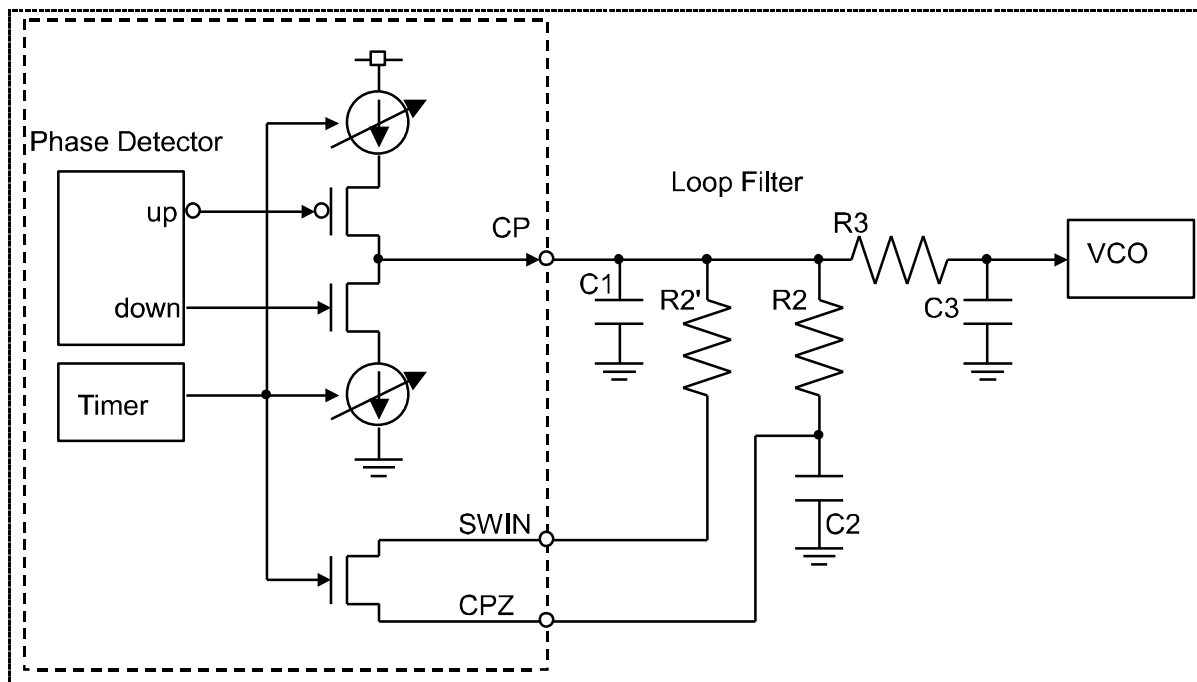 Phase Detector
up
down
Timer
CP
SWIN
CPZ
Loop Filter
C1
R2'
R2
C2
R3
C3
VCO